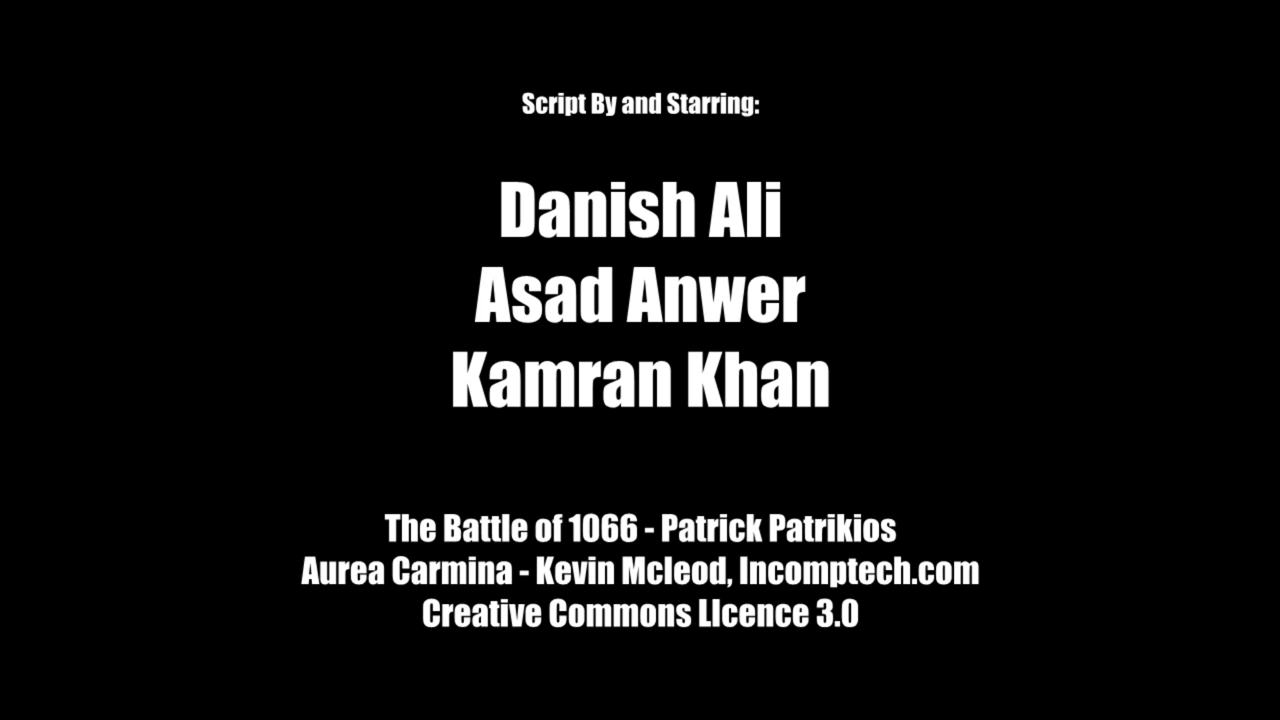 Script By and Starring:
Danish Ali
Asad Anwer
Kamran Khan
The Battle of 1066 - Patrick Patrikios
Aurea Carmina - Kevin Mcleod, Incomptech.com
Creative Commons LIcence 3.0